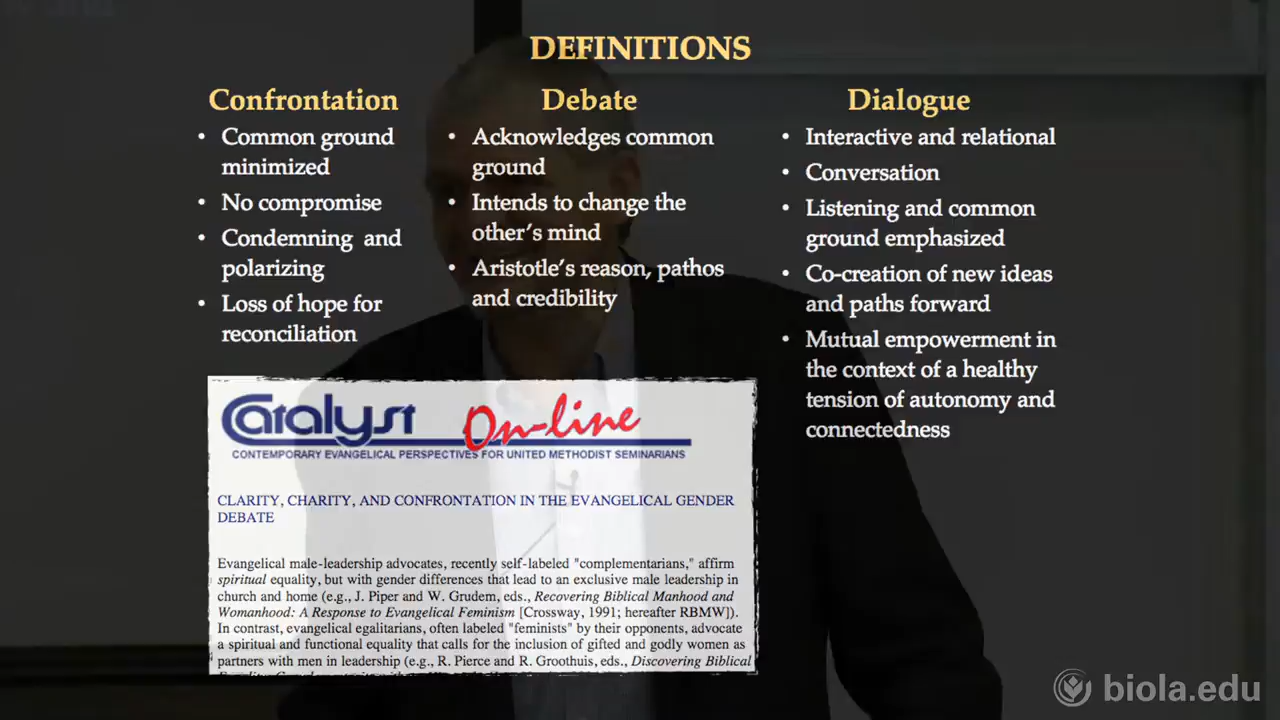 DEFINITIONS
Confrontation
• Common ground
minimized
• No compromise
• Condemning and
polarizing
• Loss of hope for
reconciliation
Debate
• Acknowledges common
ground
• Intends to change the
other's mind
• Aristotle's reason, pathos
and credibility
Dialogue
• Interactive and relational
• Conversation
• Listening and common
ground emphasized
• Co-creation of new ideas
and paths forward
• Mutual empowerment in
the context of a healthy
tension of autonomy and
connectedness
Catalyst On-line
CONTEMPORARY EVANGELICAL PERSPECTIVES FOR UNITED METHODIST SEMINARIANS
CLARITY, CHARITY, AND CONFRONTATION IN THE EVANGELICAL GENDER
DEBATE
Evangelical male-leadership advocates, recently self-labeled "complementarians," affirm
spiritual equality, but with gender differences that lead to an exclusive male leadership in
church and home (e.g., J. Piper and W. Grudem, eds., Recovering Biblical Manhood and
Womanhood: A Response to Evangelical Feminism [Crossway, 1991; hereafter RBMW]).
In contrast, evangelical egalitarians, often labeled "feminists" by their opponents, advocate
a spiritual and functional equality that calls for the inclusion of gifted and godly women as
partners with men in leadership (e.g., R. Pierce and R. Groothuis, eds., Discovering Biblical
biola.edu